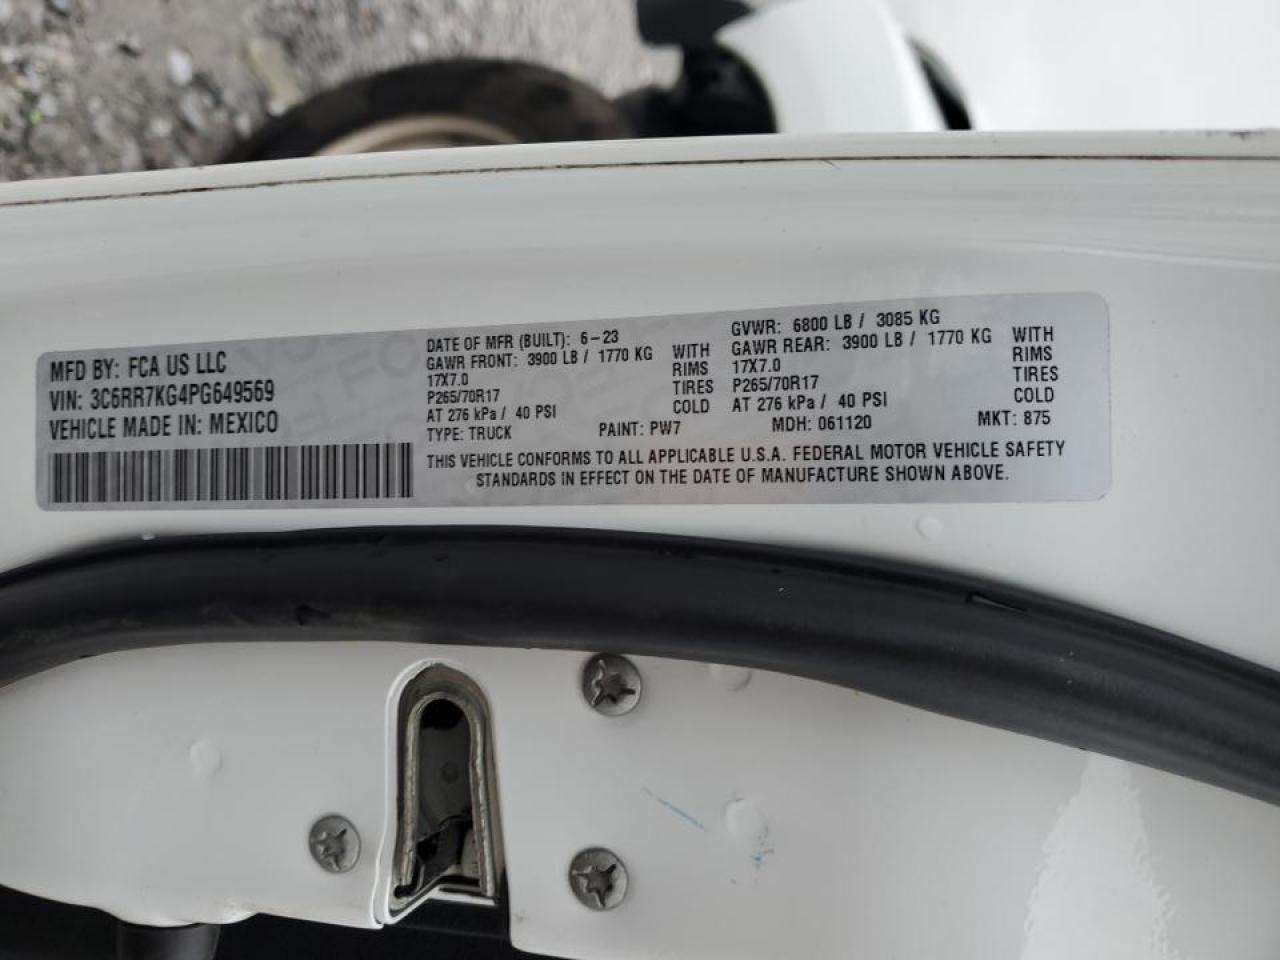 MFD BY: FCA US LLC
VIN: 3C6RR7KG4PG649569
VEHICLE MADE IN: MEXICO
DATE OF MFR (BUILT): 6-23
GAWR FRONT: 3900 LB / 1770 KG WITH
17X7.0 RIMS
P265/70R17 TIRES
AT 276 kPa / 40 PSI COLD
TYPE: TRUCK PAINT: PW7
GVWR: 6800 LB / 3085 KG
GAWR REAR: 3900 LB / 1770 KG WITH
17X7.0 RIMS
P265/70R17 TIRES
AT 276 kPa / 40 PSI COLD
MDH: 061120 MKT: 875
THIS VEHICLE CONFORMS TO ALL APPLICABLE U.S.A. FEDERAL MOTOR VEHICLE SAFETY
STANDARDS IN EFFECT ON THE DATE OF MANUFACTURE SHOWN ABOVE.